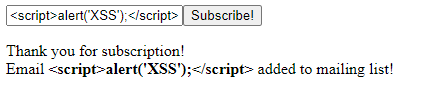 <script>alert('XSS');</script> Subscribe!
Thank you for subscription!
Email <script>alert('XSS');</script> added to mailing list!